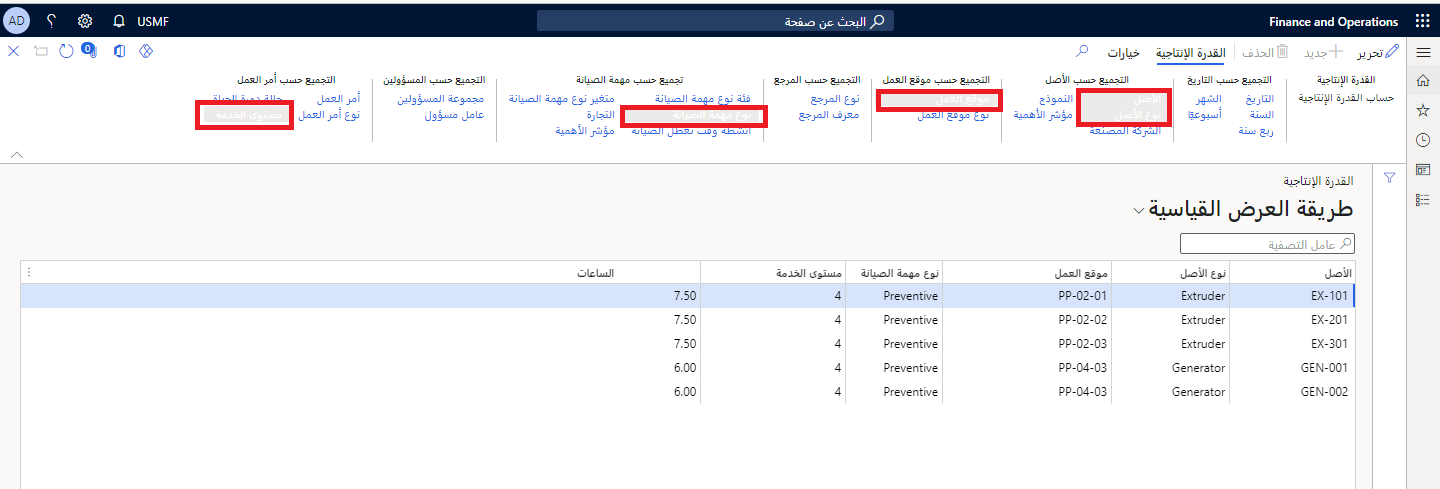 Finance and Operations
البحث عن صفحة
USMF
AD
تحرير
جديد
الحذف
القدرة الإنتاجية
خيارات
0
القدرة الإنتاجية
حساب القدرة الإنتاجية
التجميع حسب التاريخ
التاريخ
الشهر
السنة
أسبوعيًا
ربع سنة
التجميع حسب الأصل
الأصل
النموذج
نوع الأصل
مؤشر الأهمية
الشركة المصنعة
التجميع حسب موقع العمل
موقع العمل
نوع موقع العمل
التجميع حسب المرجع
نوع المرجع
معرف المرجع
تجميع حسب مهمة الصيانة
فئة نوع مهمة الصيانة
متغير نوع مهمة الصيانة
نوع مهمة الصيانة
التجارة
أنشطة وقت تعطل الصيانة
مؤشر الأهمية
التجميع حسب المسؤولين
مجموعة المسؤولين
عامل مسؤول
التجميع حسب أمر العمل
أمر العمل
حالة دورة الحياة
نوع أمر العمل
مستوى الخدمة
القدرة الإنتاجية
طريقة العرض القياسية
عامل التصفية
الأصل نوع الأصل موقع العمل نوع مهمة الصيانة مستوى الخدمة الساعات
EX-101 Extruder PP-02-01 Preventive 4 7.50
EX-201 Extruder PP-02-02 Preventive 4 7.50
EX-301 Extruder PP-02-03 Preventive 4 7.50
GEN-001 Generator PP-04-03 Preventive 4 6.00
GEN-002 Generator PP-04-03 Preventive 4 6.00